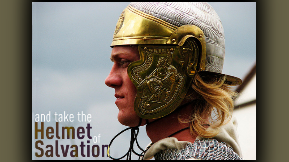 and take the
Helmet of
Salvation